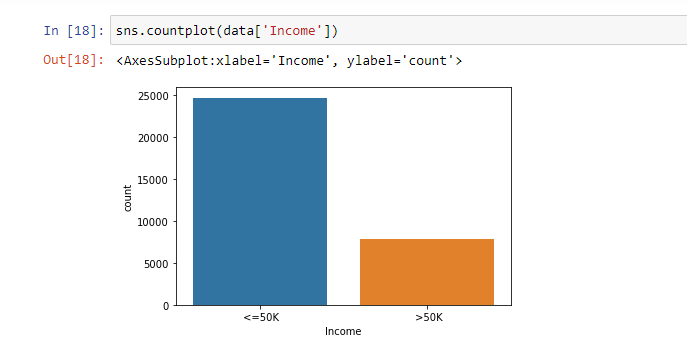 In [18]: sns.countplot(data['Income'])
Out[18]: <AxesSubplot:xlabel='Income', ylabel='count'>
25000
20000
15000
10000
5000
0
count
<=50K >50K
Income